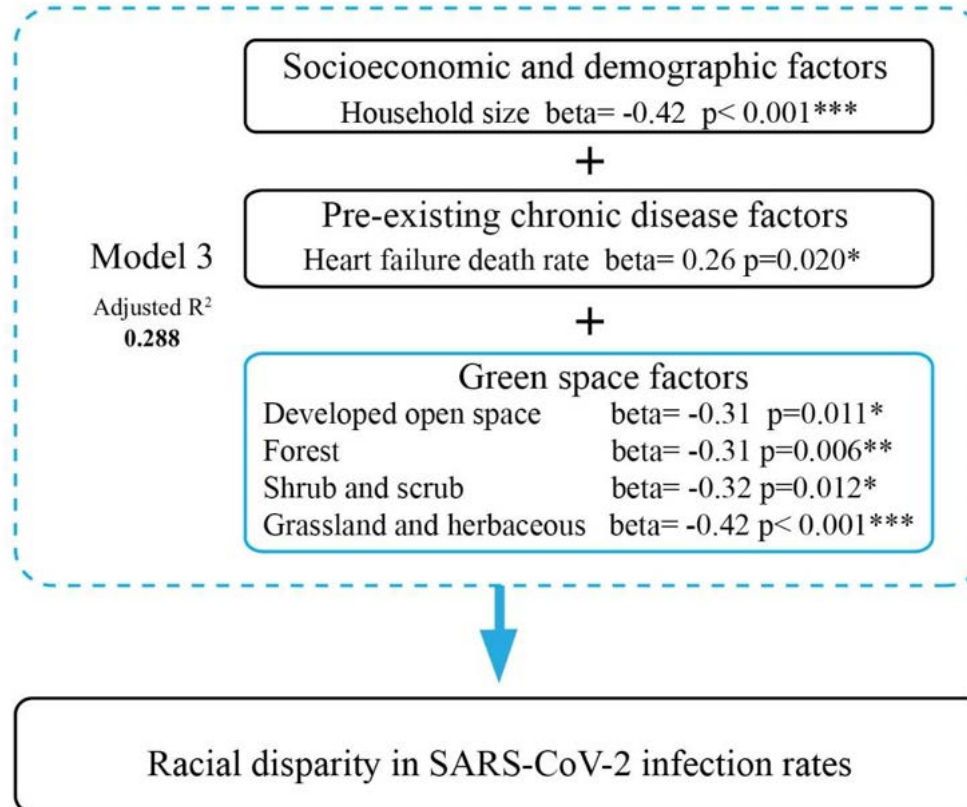 Socioeconomic and demographic factors
Household size beta= -0.42 p< 0.001***
+
Pre-existing chronic disease factors
Heart failure death rate beta= 0.26 p=0.020*
Model 3
Adjusted R²
0.288
+
Green space factors
Developed open space beta= -0.31 p=0.011*
Forest beta= -0.31 p=0.006**
Shrub and scrub beta= -0.32 p=0.012*
Grassland and herbaceous beta= -0.42 p< 0.001***
Racial disparity in SARS-CoV-2 infection rates